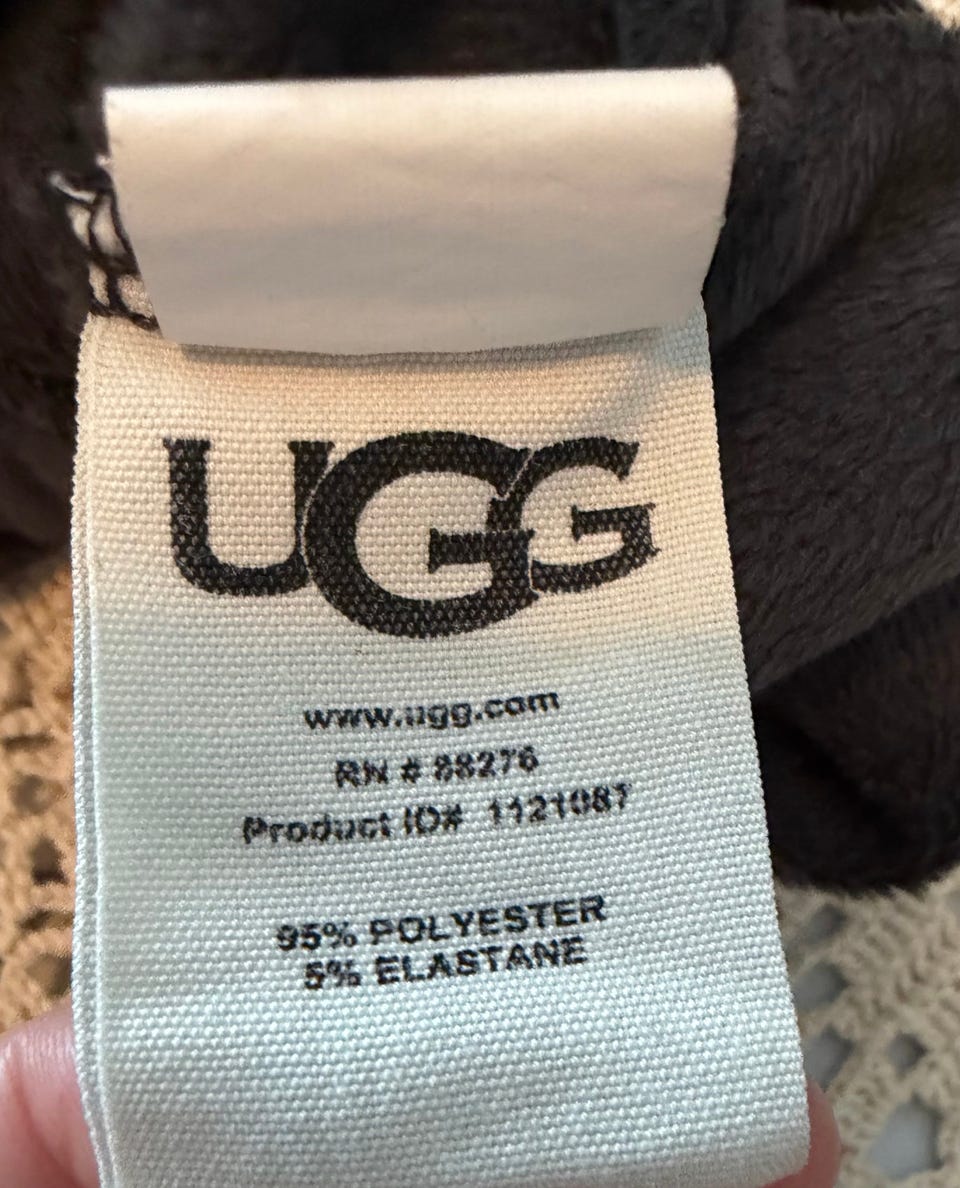 UGG
www.ugg.com
RN # 88276
Product ID# 1121087
95% POLYESTER
5% ELASTANE